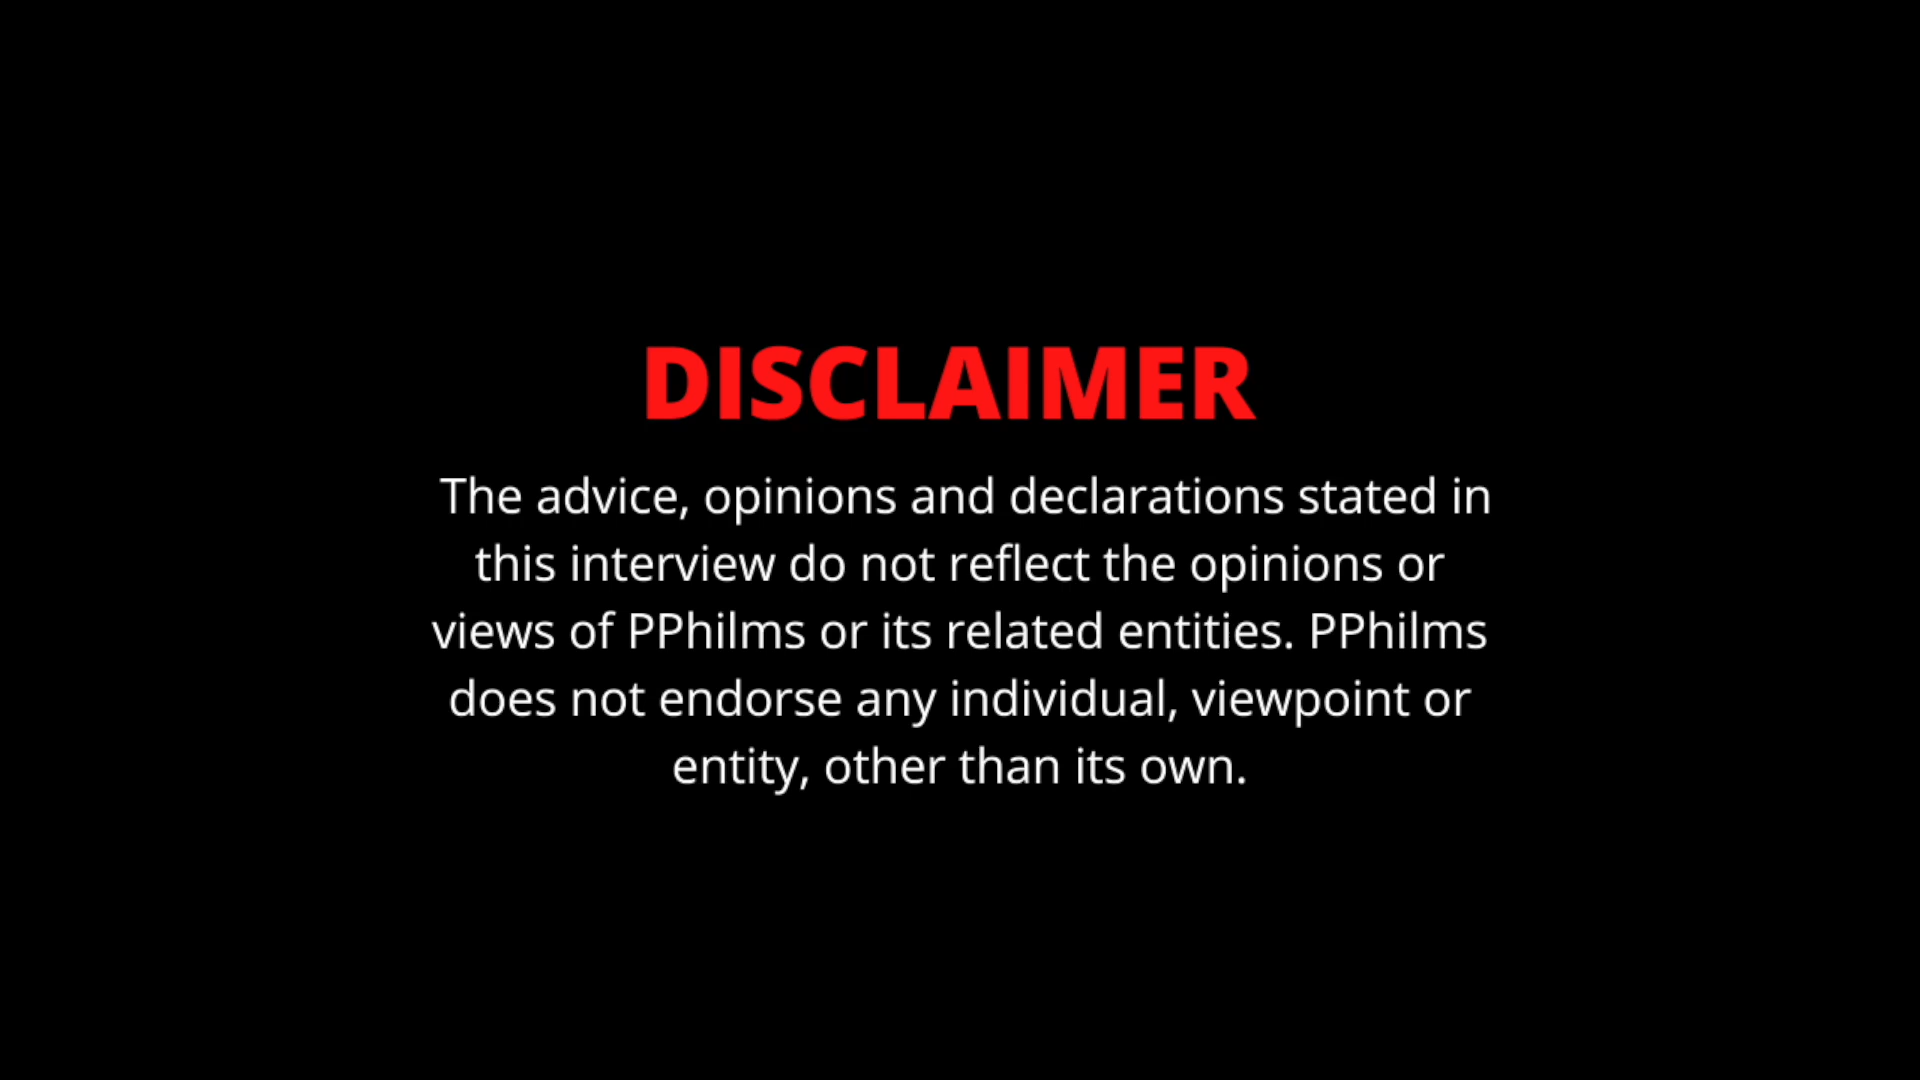 DISCLAIMER
The advice, opinions and declarations stated in
this interview do not reflect the opinions or
views of PPhilms or its related entities. PPhilms
does not endorse any individual, viewpoint or
entity, other than its own.